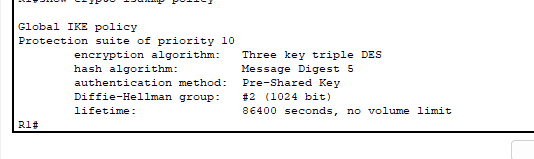 R1#show crypto isakmp policy
Global IKE policy
Protection suite of priority 10
encryption algorithm: Three key triple DES
hash algorithm: Message Digest 5
authentication method: Pre-Shared Key
Diffie-Hellman group: #2 (1024 bit)
lifetime: 86400 seconds, no volume limit
R1#